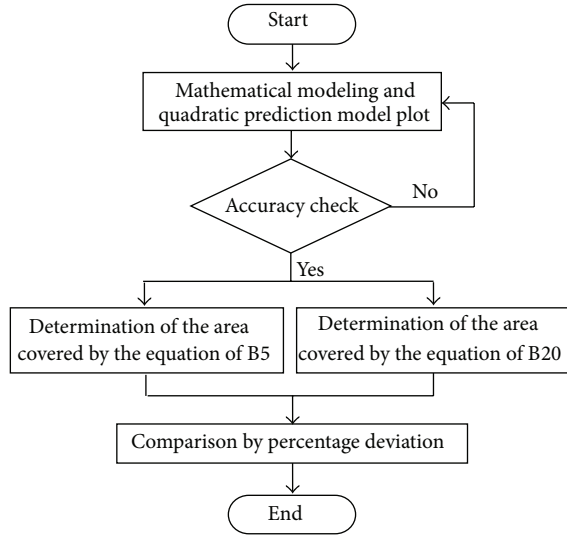 Start
Mathematical modeling and
quadratic prediction model plot
Accuracy check
No
Yes
Determination of the area
covered by the equation of B5
Determination of the area
covered by the equation of B20
Comparison by percentage deviation
End